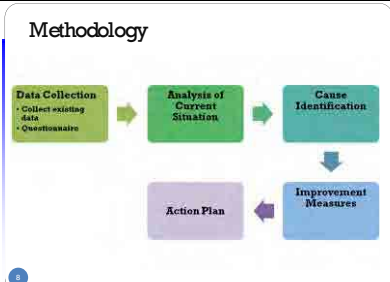 Methodology
Data Collection
• Collect existing
data
• Questionnaire
Analysis of
Current
Situation
Cause
Identification
Improvement
Measures
Action Plan
8